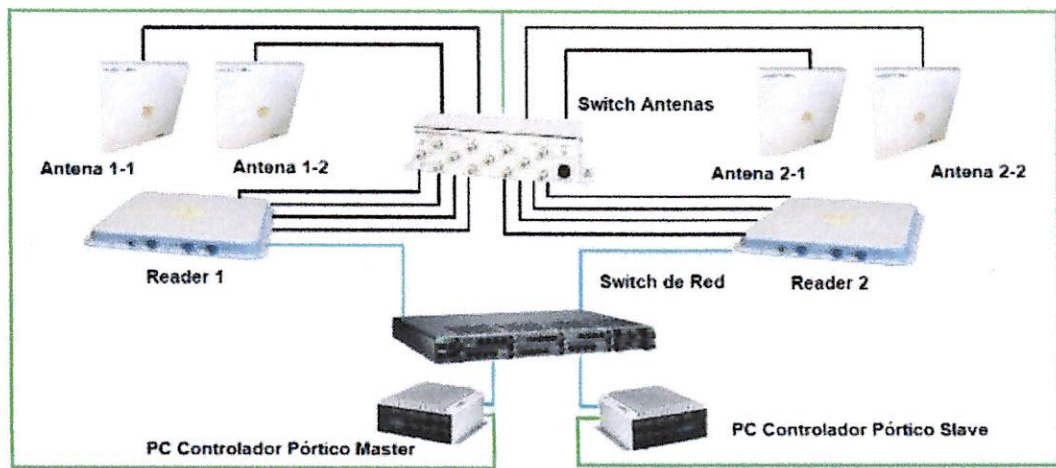 Switch Antenas
Antena 1-1
Antena 1-2
Antena 2-1
Antena 2-2
Reader 1
Switch de Red
Reader 2
PC Controlador Pórtico Master
PC Controlador Pórtico Slave